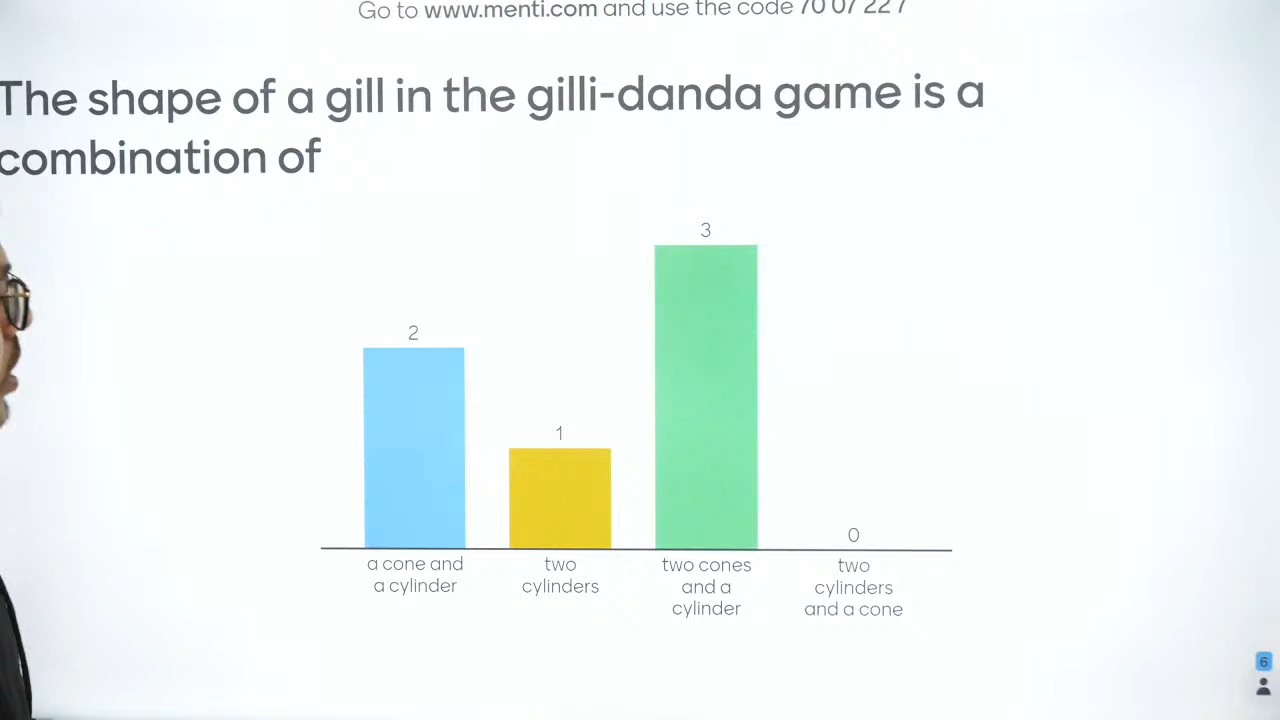 Go to www.menti.com and use the code 70 07 22 7
The shape of a gill in the gilli-danda game is a
combination of
2
1
3
0
a cone and
a cylinder
two
cylinders
two cones
and a
cylinder
two
cylinders
and a cone
6